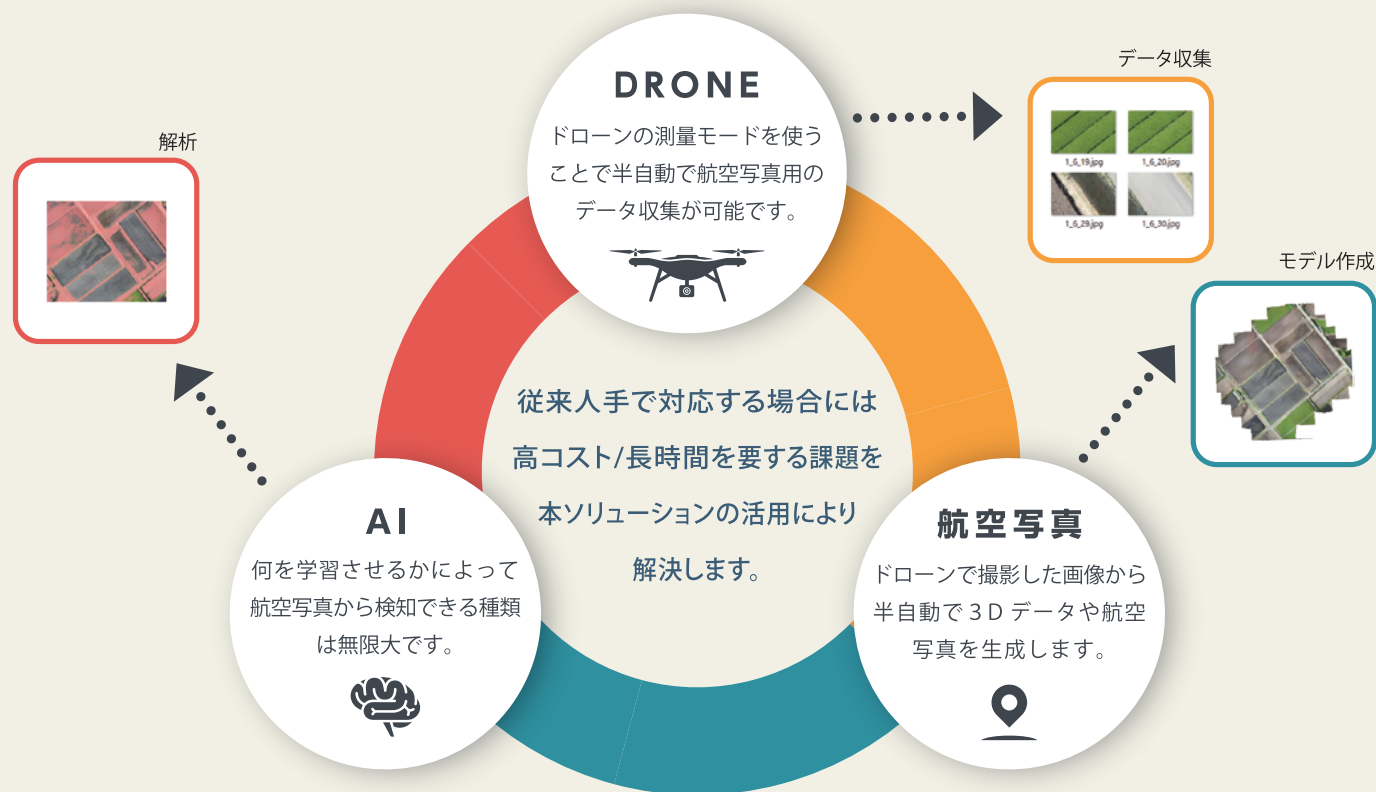 DRONE
ドローンの測量モードを使う
ことで半自動で航空写真用の
データ収集が可能です。
データ収集
1_6_19.jpg
1_6_20.jpg
1_6_29.jpg
1_6_30.jpg
解析
モデル作成
従来人手で対応する場合には
高コスト/長時間を要する課題を
本ソリューションの活用により
解決します。
AI
何を学習させるかによって
航空写真から検知できる種類
は無限大です。
航空写真
ドローンで撮影した画像から
半自動で3Dデータや航空
写真を生成します。